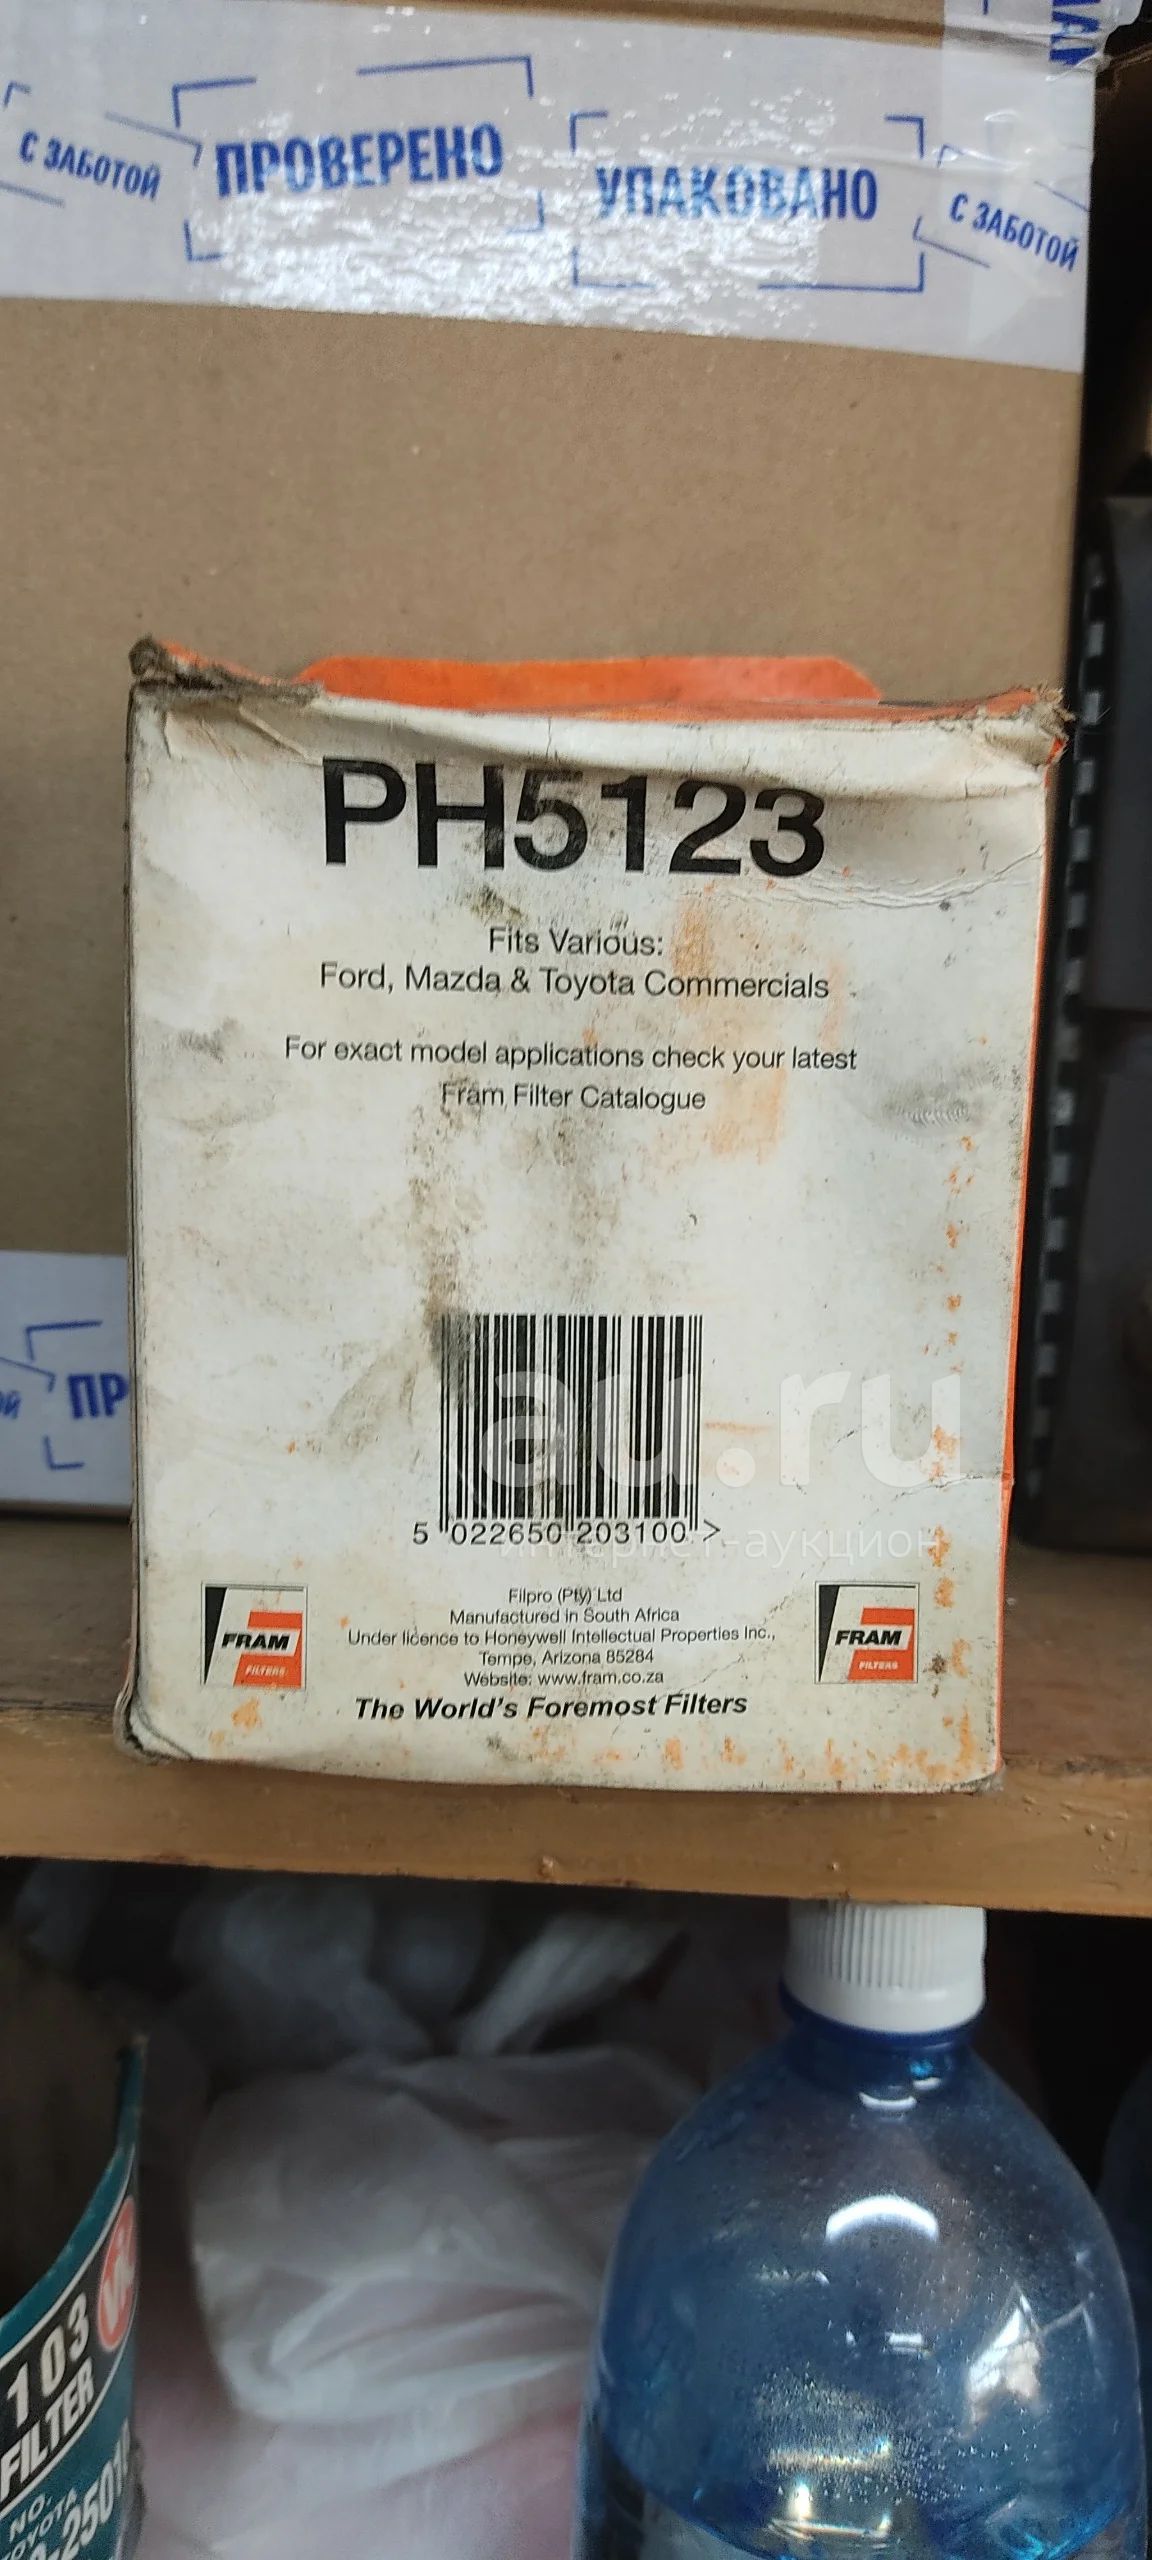 С ЗАБОТОЙ
ПРОВЕРЕНО
УПАКОВАНО
С ЗАБОТОЙ
PH5123
Fits Various:
Ford, Mazda & Toyota Commercials
For exact model applications check your latest
Fram Filter Catalogue
au.ru
интернет-аукцион
5 022650 203100 >
Filpro (Pty) Ltd
Manufactured in South Africa
Under licence to Honeywell Intellectual Properties Inc.,
Tempe, Arizona 85284
Website: www.fram.co.za
The World's Foremost Filters
FRAM
FILTERS
FRAM
FILTERS
ПР
103
FILTER
NO.
TOYOTA